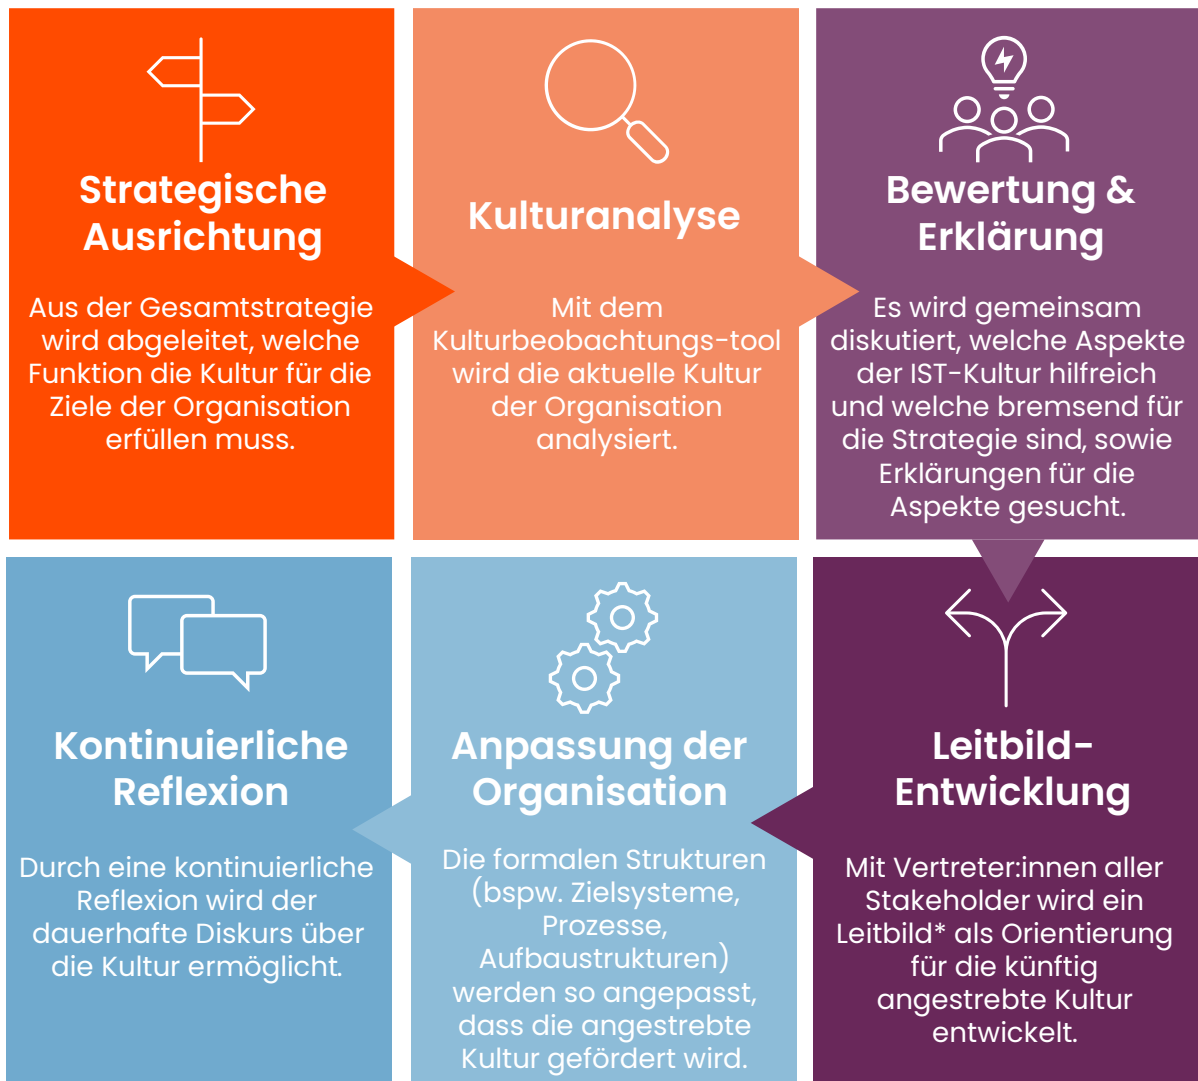 Strategische
Ausrichtung
Aus der Gesamtstrategie
wird abgeleitet, welche
Funktion die Kultur für die
Ziele der Organisation
erfüllen muss.
Kulturanalyse
Mit dem
Kulturbeobachtungs-tool
wird die aktuelle Kultur
der Organisation
analysiert.
Bewertung &
Erklärung
Es wird gemeinsam
diskutiert, welche Aspekte
der IST-Kultur hilfreich
und welche bremsend für
die Strategie sind, sowie
Erklärungen für die
Aspekte gesucht.
Leitbild-
Entwicklung
Mit Vertreter:innen aller
Stakeholder wird ein
Leitbild* als Orientierung
für die künftig
angestrebte Kultur
entwickelt.
Anpassung der
Organisation
Die formalen Strukturen
(bspw. Zielsysteme,
Prozesse,
Aufbaustrukturen)
werden so angepasst,
dass die angestrebte
Kultur gefördert wird.
Kontinuierliche
Reflexion
Durch eine kontinuierliche
Reflexion wird der
dauerhafte Diskurs über
die Kultur ermöglicht.